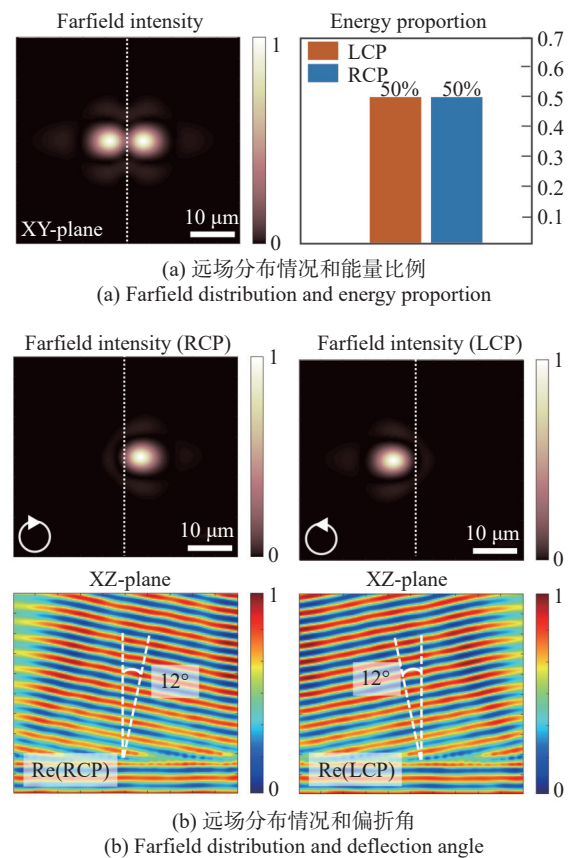 Farfield intensity
Energy proportion
1
0
XY-plane
10 μm
LCP
RCP
50%
50%
0.7
0.6
0.5
0.4
0.3
0.2
0.1
(a) 远场分布情况和能量比例
(a) Farfield distribution and energy proportion
Farfield intensity (RCP)
Farfield intensity (LCP)
1
0
10 μm
1
0
10 μm
XZ-plane
XZ-plane
1
0
12°
Re(RCP)
1
0
12°
Re(LCP)
(b) 远场分布情况和偏折角
(b) Farfield distribution and deflection angle